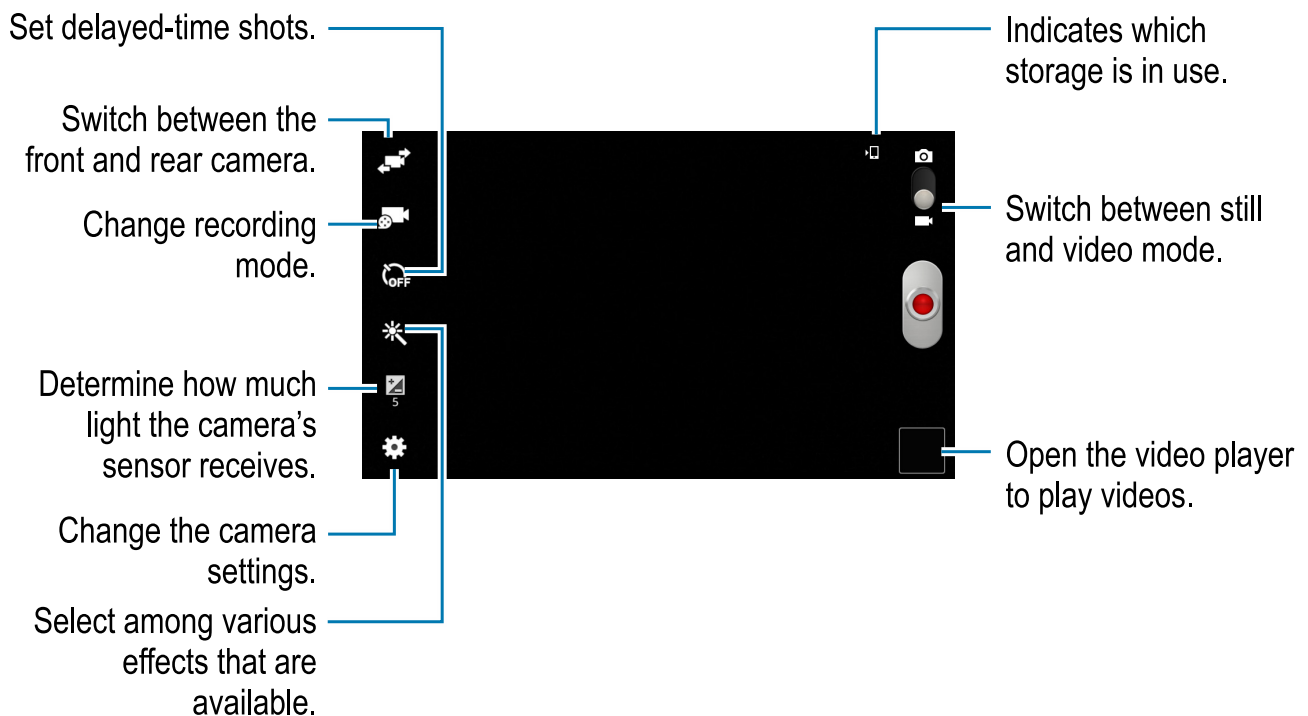 Set delayed-time shots.
Switch between the
front and rear camera.
Change recording
mode.
Determine how much
light the camera’s
sensor receives.
Change the camera
settings.
Select among various
effects that are
available.
OFF
5
Indicates which
storage is in use.
Switch between still
and video mode.
Open the video player
to play videos.